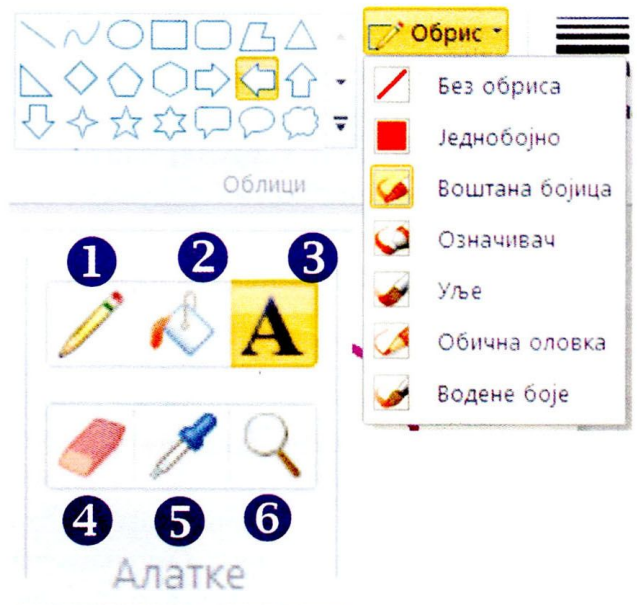 Обрис
Без обриса
Једнобојно
Воштана бојица
Означивач
Уље
Обична оловка
Водене боје
Облици
1 2 3
A
4 5 6
Алатке